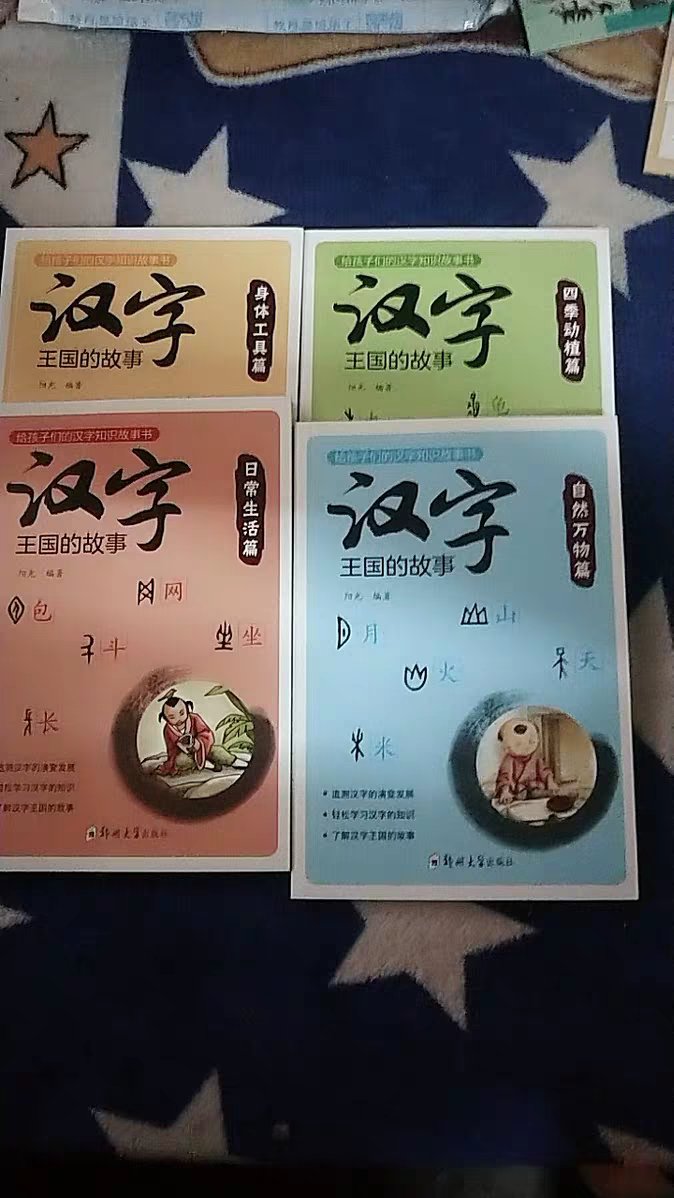 给孩子们的汉字知识故事书
汉字
王国的故事
身体工具篇
阳光 编著
给孩子们的汉字知识故事书
汉字
王国的故事
四季动植篇
阳光 编著
龟
给孩子们的汉字知识故事书
汉字
王国的故事
日常生活篇
阳光 编著
网
包
斗
坐
长
追溯汉字的演变发展
轻松学习汉字的知识
了解汉字王国的故事
郑州大学出版社
给孩子们的汉字知识故事书
汉字
王国的故事
自然万物篇
阳光 编著
山
月
火
天
米
追溯汉字的演变发展
轻松学习汉字的知识
了解汉字王国的故事
郑州大学出版社